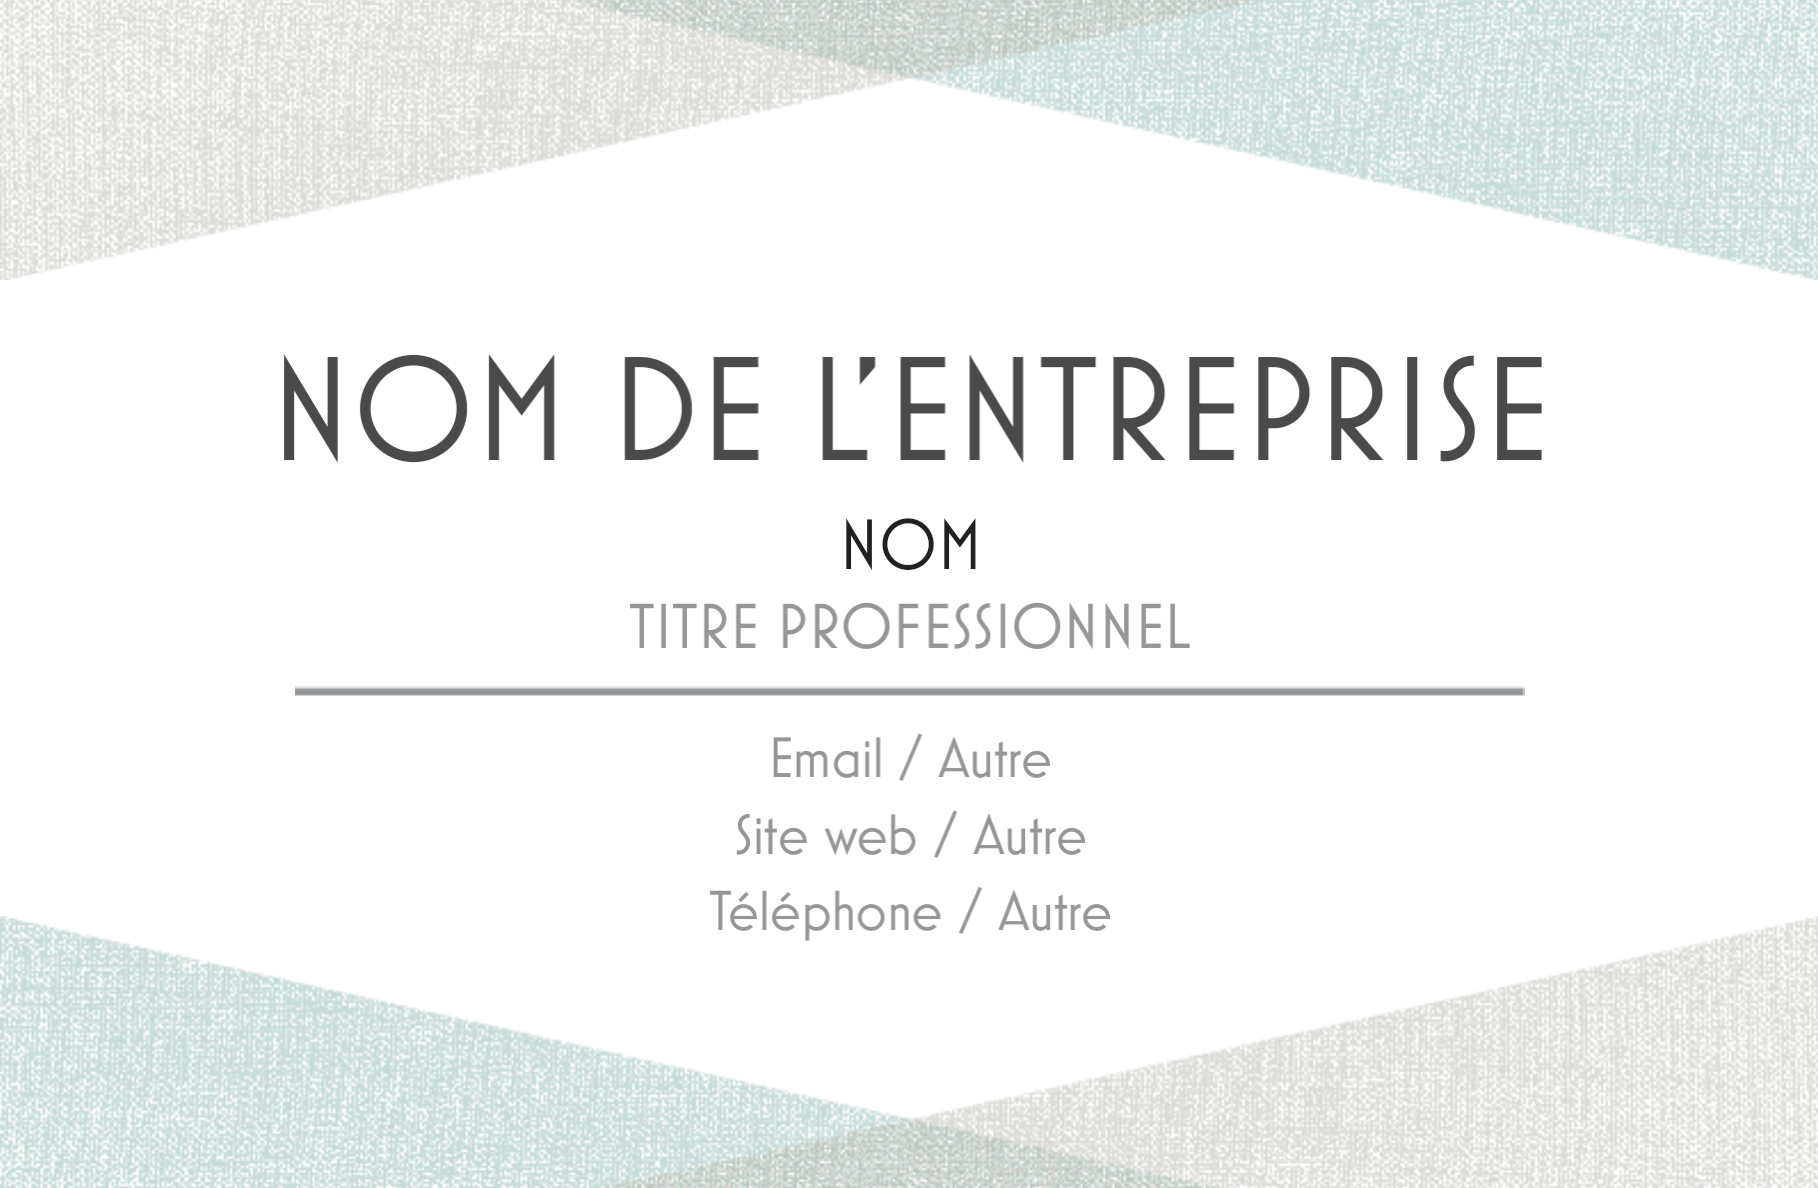 NOM DE L’ENTREPRISE
NOM
TITRE PROFESSIONNEL
Email / Autre
Site web / Autre
Téléphone / Autre